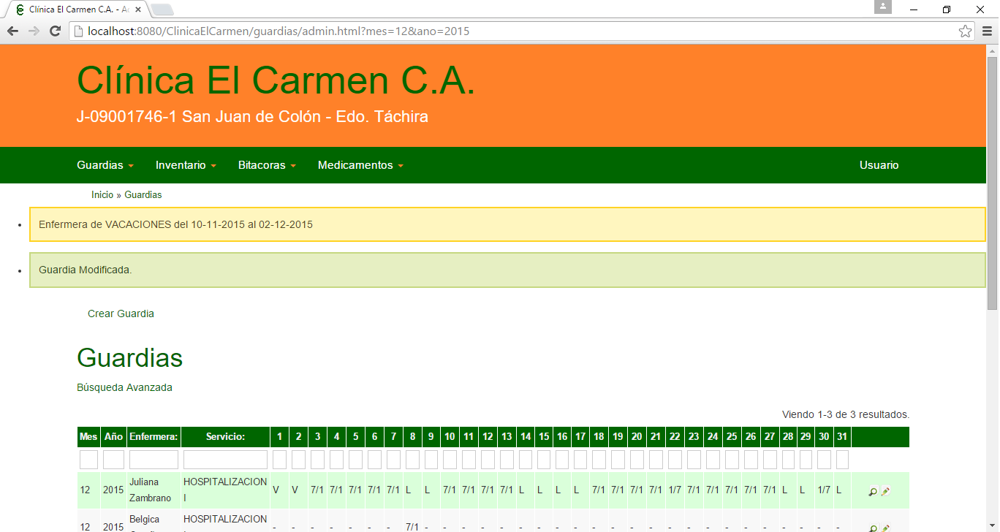 Clínica El Carmen C.A. - Ac
localhost:8080/ClinicaElCarmen/guardias/admin.html?mes=12&ano=2015
Clínica El Carmen C.A.
J-09001746-1 San Juan de Colón - Edo. Táchira
Guardias Inventario Bitacoras Medicamentos Usuario
Inicio » Guardias
Enfermera de VACACIONES del 10-11-2015 al 02-12-2015
Guardia Modificada.
Crear Guardia
Guardias
Búsqueda Avanzada
Viendo 1-3 de 3 resultados.
Mes Año Enfermera: Servicio: 1 2 3 4 5 6 7 8 9 10 11 12 13 14 15 16 17 18 19 20 21 22 23 24 25 26 27 28 29 30 31
Juliana HOSPITALIZACION
12 2015 V V 7/1 7/1 7/1 7/1 7/1 L L 7/1 7/1 7/1 7/1 L L L L 7/1 7/1 7/1 7/1 1/7 7/1 7/1 7/1 7/1 7/1 L L 1/7 L
Zambrano I
Belgica HOSPITALIZACION
12 2015 - - - - - - - 7/1 - - - - - - - - - - - - - - - - - - - - - - -